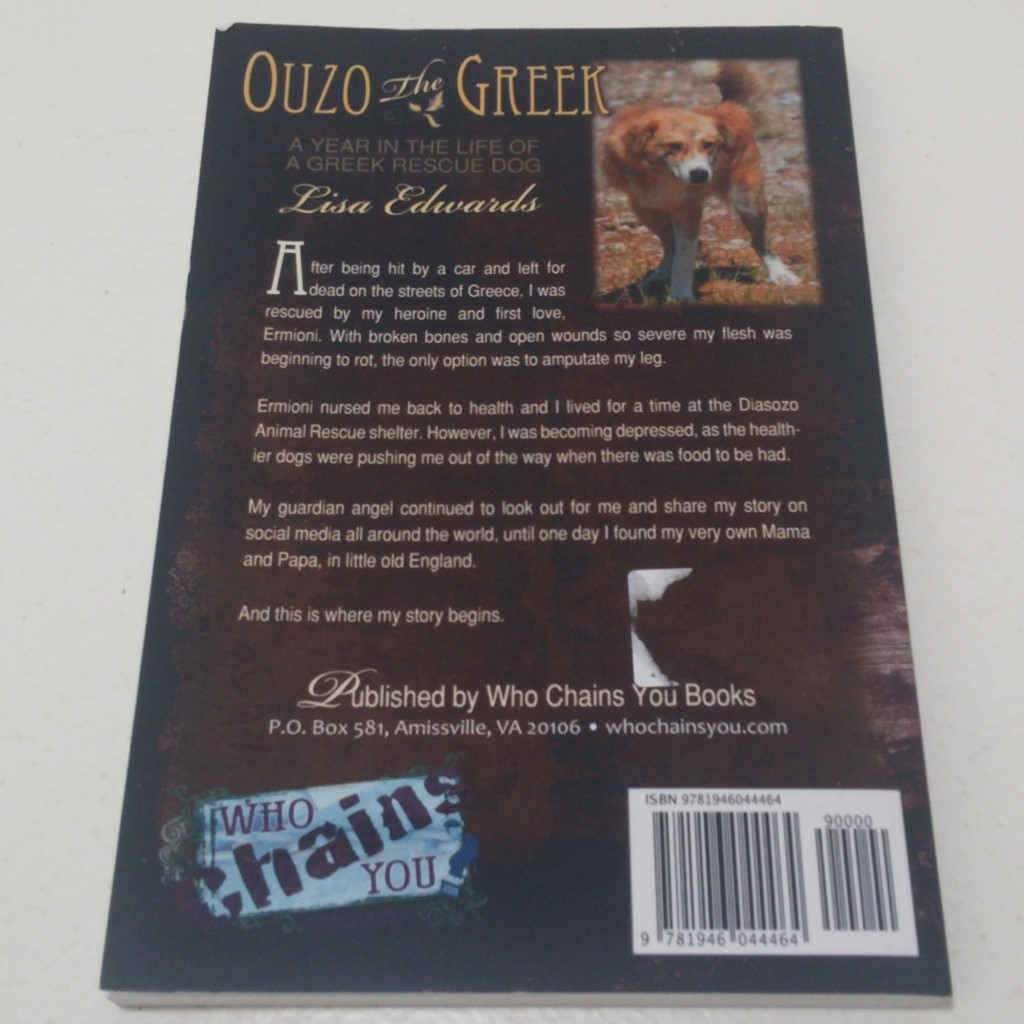 OUZO The GREEK
A YEAR IN THE LIFE OF
A GREEK RESCUE DOG
Lisa Edwards
After being hit by a car and left for
dead on the streets of Greece, I was
rescued by my heroine and first love,
Ermioni. With broken bones and open wounds so severe my flesh was
beginning to rot, the only option was to amputate my leg.
Ermioni nursed me back to health and I lived for a time at the Diasozo
Animal Rescue shelter. However, I was becoming depressed, as the health-
ier dogs were pushing me out of the way when there was food to be had.
My guardian angel continued to look out for me and share my story on
social media all around the world, until one day I found my very own Mama
and Papa, in little old England.
And this is where my story begins.
Published by Who Chains You Books
P.O. Box 581, Amissville, VA 20106 • whochainsyou.com
WHO
chains
YOU?
ISBN 9781946044464
90000
9 781946 044464